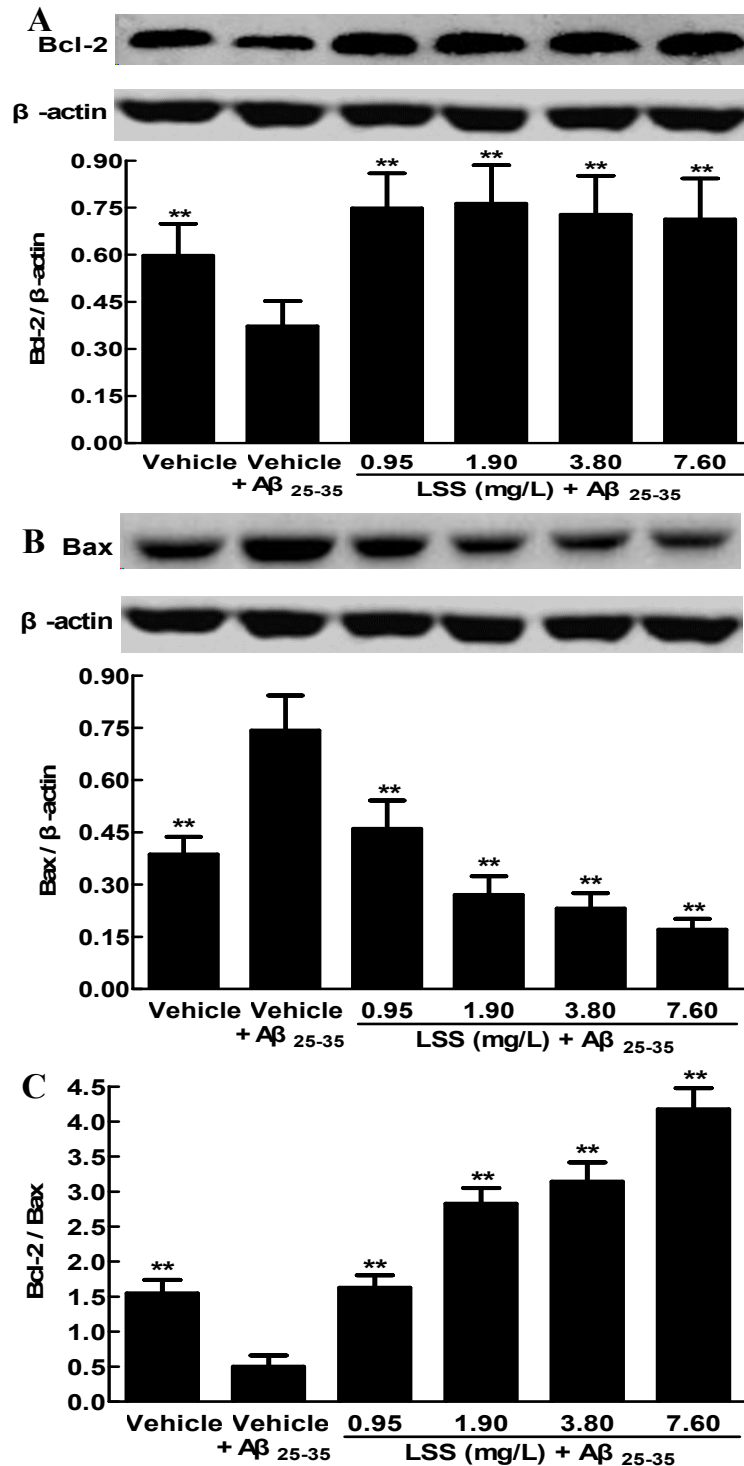 A
Bcl-2
β -actin
0.90
0.75
0.60
0.45
0.30
0.15
0.00
Bcl-2 / β-actin
** ** ** ** **
Vehicle Vehicle 0.95 1.90 3.80 7.60
+ Aβ 25-35 LSS (mg/L) + Aβ 25-35
B Bax
β -actin
0.90
0.75
0.60
0.45
0.30
0.15
0.00
Bax / β-actin
** ** ** ** **
Vehicle Vehicle 0.95 1.90 3.80 7.60
+ Aβ 25-35 LSS (mg/L) + Aβ 25-35
C
4.5
4.0
3.5
3.0
2.5
2.0
1.5
1.0
0.5
0.0
Bcl-2 / Bax
** ** ** ** **
Vehicle Vehicle 0.95 1.90 3.80 7.60
+ Aβ 25-35 LSS (mg/L) + Aβ 25-35